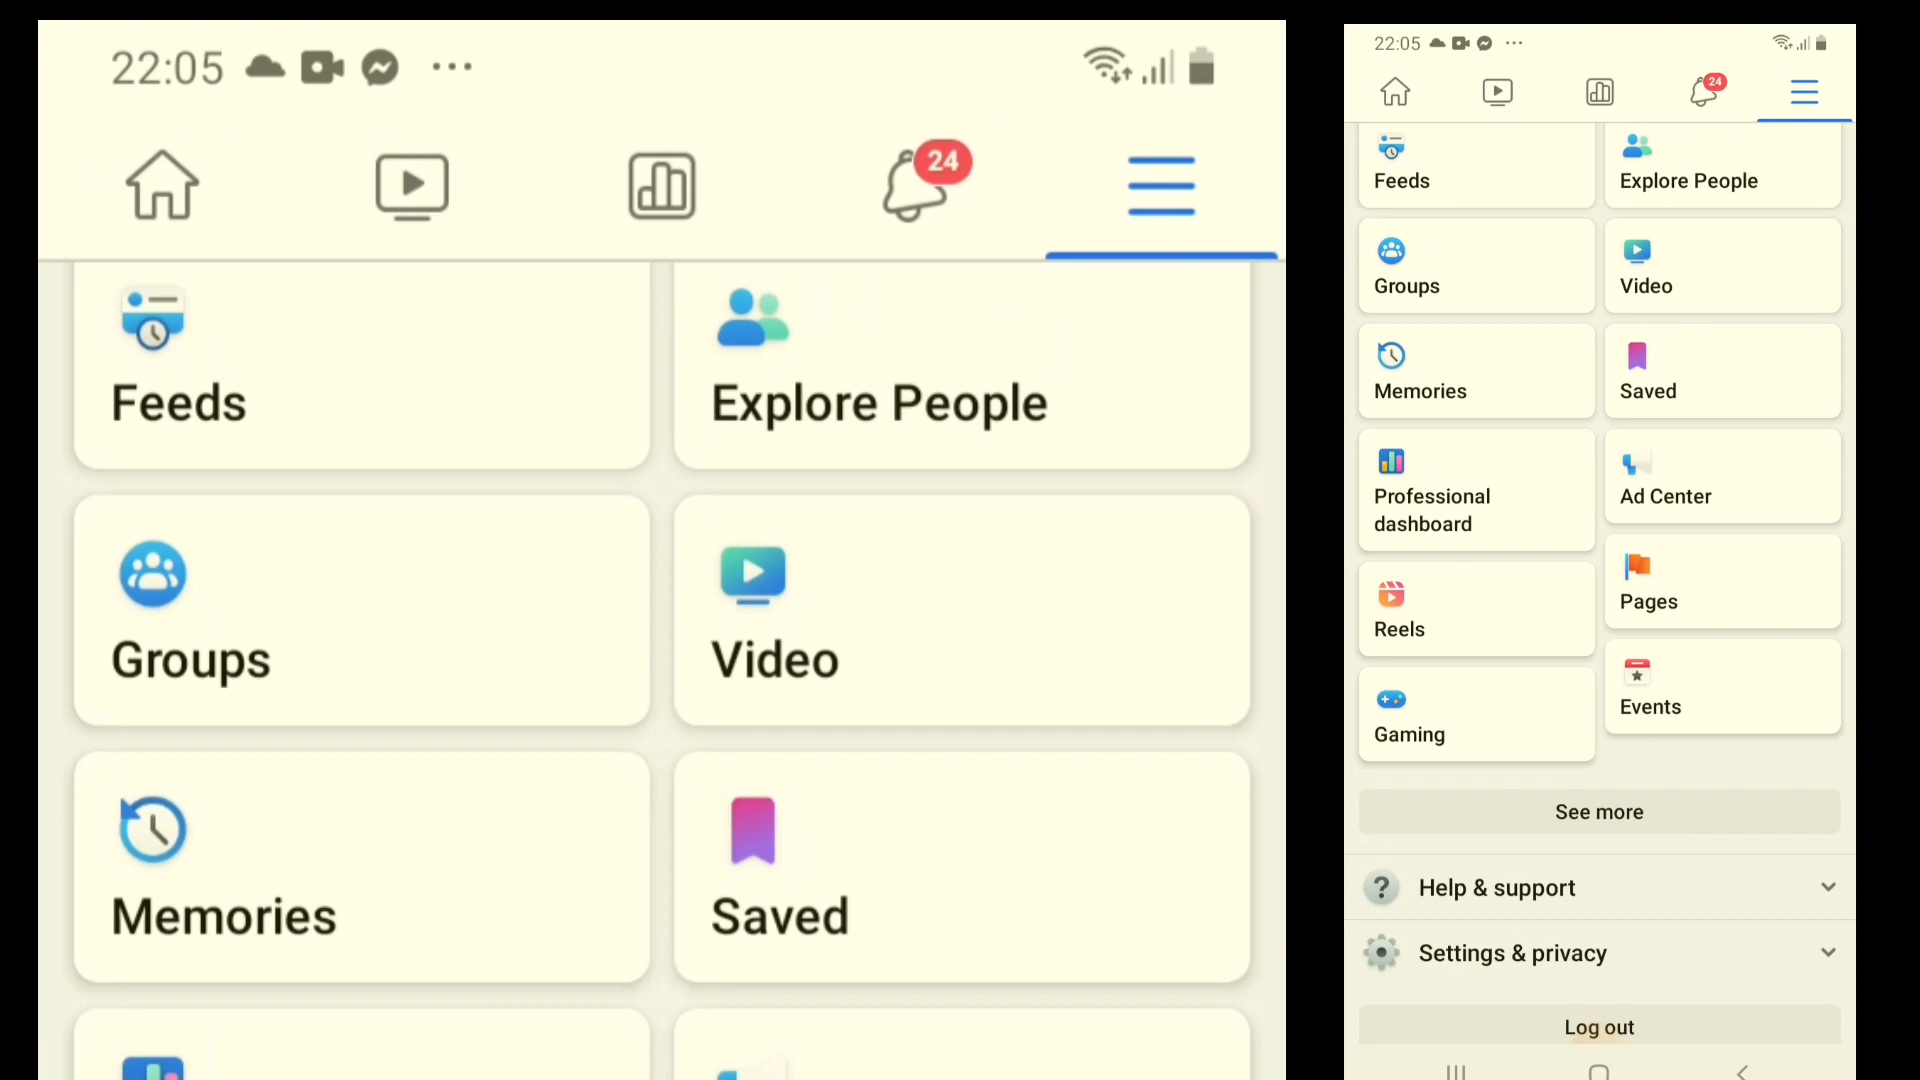 22:05
24
Feeds
Explore People
Groups
Video
Memories
Saved
22:05
24
Feeds
Explore People
Groups
Video
Memories
Saved
Professional
dashboard
Ad Center
Pages
Reels
Events
Gaming
See more
Help & support
Settings & privacy
Log out